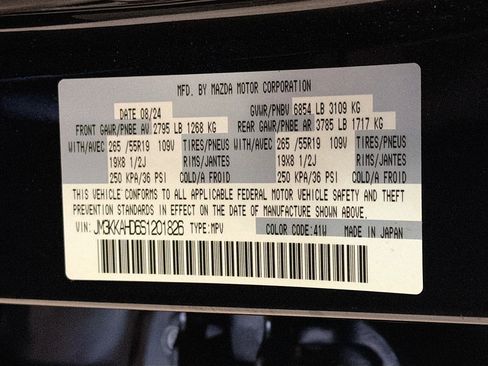 MFD. BY MAZDA MOTOR CORPORATION
DATE 08/24 GVWR/PNBV 6854 LB 3109 KG
FRONT GAWR/PNBE AV 2795 LB 1268 KG REAR GAWR/PNBE AR 3785 LB 1717 KG
WITH/AVEC 265 /55R19 109V TIRES/PNEUS WITH/AVEC 265 /55R19 109V TIRES/PNEUS
19X8 1/2J RIMS/JANTES 19X8 1/2J RIMS/JANTES
250 KPA/36 PSI COLD/A FROID 250 KPA/36 PSI COLD/A FROID
THIS VEHICLE CONFORMS TO ALL APPLICABLE FEDERAL MOTOR VEHICLE SAFETY AND THEFT
PREVENTION STANDARDS IN EFFECT ON THE DATE OF MANUFACTURE SHOWN ABOVE.
VIN: JM3KKAHD6S1201826 TYPE:MPV COLOR CODE:41W MADE IN JAPAN